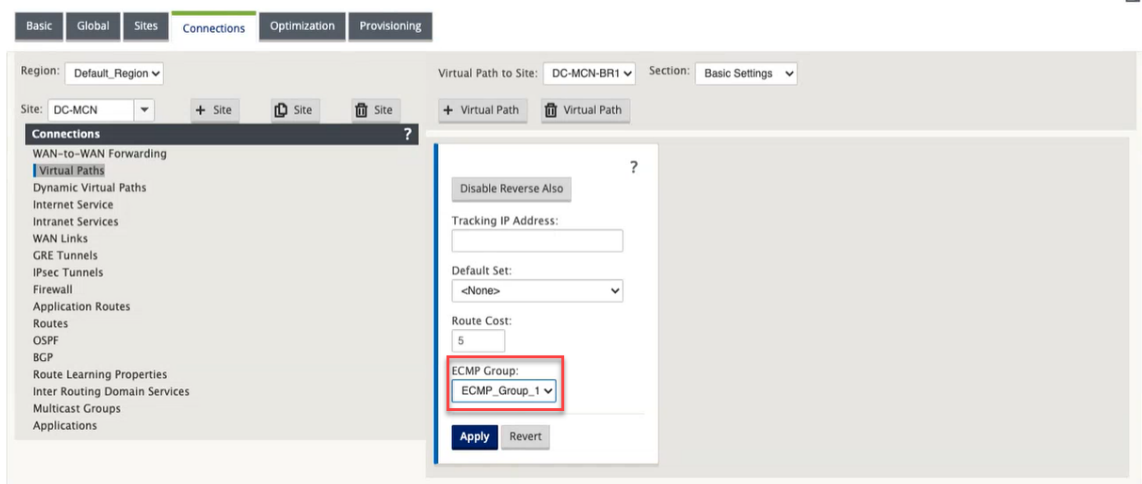 Basic Global Sites Connections Optimization Provisioning
Region: Default_Region
Site: DC-MCN + Site Site Site
Connections ?
WAN-to-WAN Forwarding
Virtual Paths
Dynamic Virtual Paths
Internet Service
Intranet Services
WAN Links
GRE Tunnels
IPsec Tunnels
Firewall
Application Routes
Routes
OSPF
BGP
Route Learning Properties
Inter Routing Domain Services
Multicast Groups
Applications
Virtual Path to Site: DC-MCN-BR1 Section: Basic Settings
+ Virtual Path Virtual Path
?
Disable Reverse Also
Tracking IP Address:
Default Set:
<None>
Route Cost:
5
ECMP Group:
ECMP_Group_1
Apply Revert